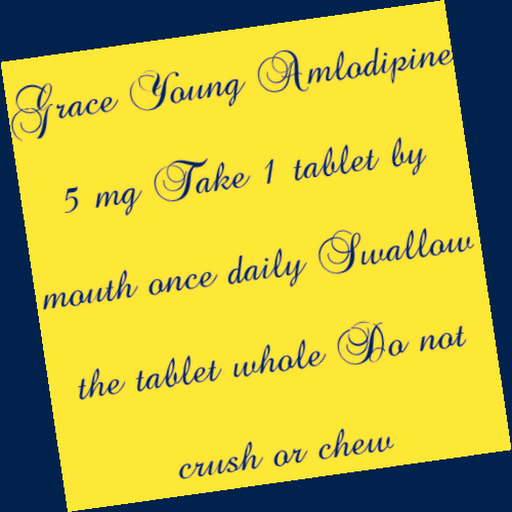 Grace Young Amlodipine
5 mg Take 1 tablet by
mouth once daily Swallow
the tablet whole Do not
crush or chew